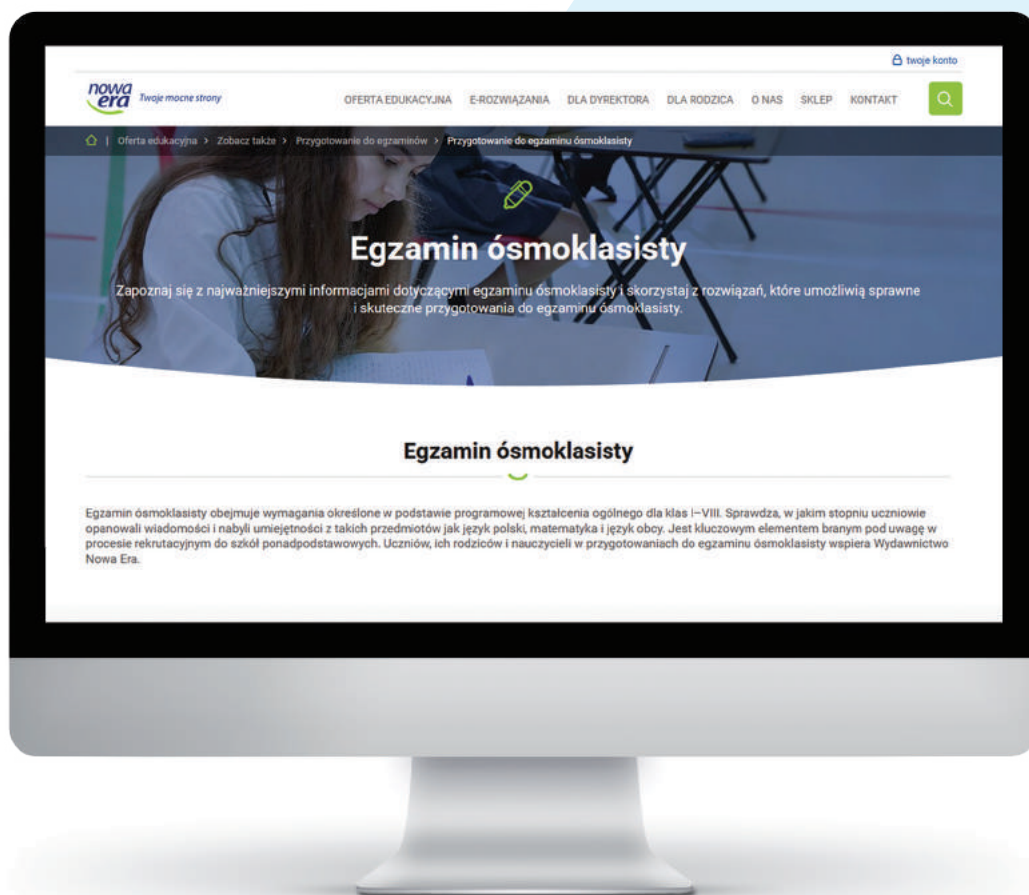 twoje konto
nowa
era
Twoje mocne strony
OFERTA EDUKACYJNA E-ROZWIĄZANIA DLA DYREKTORA DLA RODZICA O NAS SKLEP KONTAKT
| Oferta edukacyjna > Zobacz także > Przygotowanie do egzaminów > Przygotowanie do egzaminu ósmoklasisty
Egzamin ósmoklasisty
Zapoznaj się z najważniejszymi informacjami dotyczącymi egzaminu ósmoklasisty i skorzystaj z rozwiązań, które umożliwią sprawne
i skuteczne przygotowania do egzaminu ósmoklasisty.
Egzamin ósmoklasisty
Egzamin ósmoklasisty obejmuje wymagania określone w podstawie programowej kształcenia ogólnego dla klas I–VIII. Sprawdza, w jakim stopniu uczniowie
opanowali wiadomości i nabyli umiejętności z takich przedmiotów jak język polski, matematyka i język obcy. Jest kluczowym elementem branym pod uwagę w
procesie rekrutacyjnym do szkół ponadpodstawowych. Uczniów, ich rodziców i nauczycieli w przygotowaniach do egzaminu ósmoklasisty wspiera Wydawnictwo
Nowa Era.